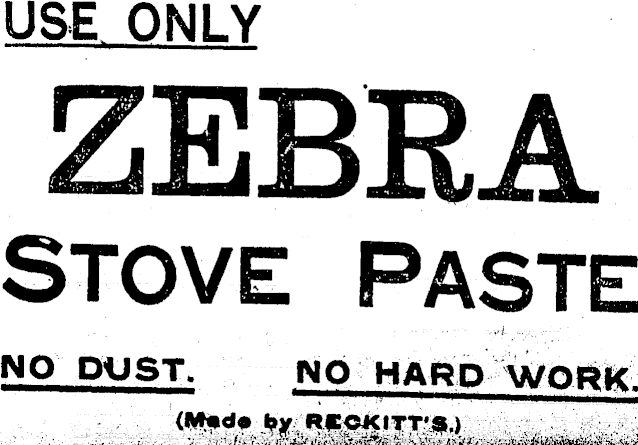 USE ONLY
ZEBRA
STOVE PASTE
NO DUST. NO HARD WORK.
(Made by RECKITT'S.)